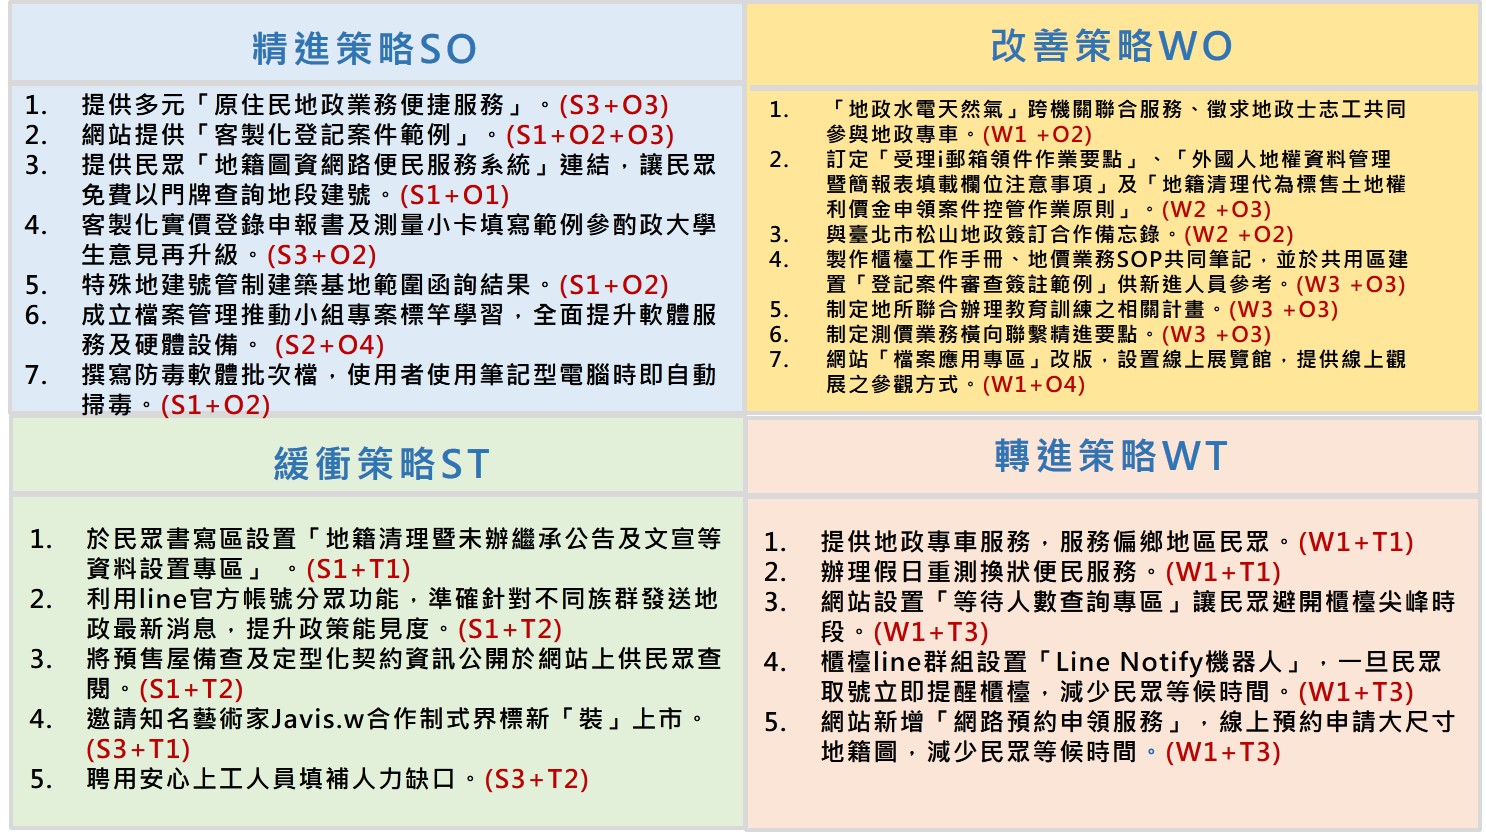 精進策略SO
1. 提供多元「原住民地政業務便捷服務」。(S3+O3)
2. 網站提供「客製化登記案件範例」。(S1+O2+O3)
3. 提供民眾「地籍圖資網路便民服務系統」連結，讓民眾
免費以門牌查詢地段建號。(S1+O1)
4. 客製化實價登錄申報書及測量小卡填寫範例參酌政大學
生意見再升級。(S3+O2)
5. 特殊地建號管制建築基地範圍函詢結果。(S1+O2)
6. 成立檔案管理推動小組專案標竿學習，全面提升軟體服
務及硬體設備。 (S2+O4)
7. 撰寫防毒軟體批次檔，使用者使用筆記型電腦時即自動
掃毒。(S1+O2)
改善策略WO
1. 「地政水電天然氣」跨機關聯合服務、徵求地政士志工共同
參與地政專車。(W1 +O2)
2. 訂定「受理i郵箱領件作業要點」、「外國人地權資料管理
暨簡報表填載欄位注意事項」及「地籍清理代為標售土地權
利價金申領案件控管作業原則」。(W2 +O3)
3. 與臺北市松山地政簽訂合作備忘錄。(W2 +O2)
4. 製作櫃檯工作手冊、地價業務SOP共同筆記，並於共用區建
置「登記案件審查簽註範例」供新進人員參考。(W3 +O3)
5. 制定地所聯合辦理教育訓練之相關計畫。(W3 +O3)
6. 制定測價業務橫向聯繫精進要點。(W3 +O3)
7. 網站「檔案應用專區」改版，設置線上展覽館，提供線上觀
展之參觀方式。(W1+O4)
緩衝策略ST
1. 於民眾書寫區設置「地籍清理暨未辦繼承公告及文宣等
資料設置專區」 。(S1+T1)
2. 利用line官方帳號分眾功能，準確針對不同族群發送地
政最新消息，提升政策能見度。(S1+T2)
3. 將預售屋備查及定型化契約資訊公開於網站上供民眾查
閱。(S1+T2)
4. 邀請知名藝術家Javis.w合作制式界標新「裝」上市。
(S3+T1)
5. 聘用安心上工人員填補人力缺口。(S3+T2)
轉進策略WT
1. 提供地政專車服務，服務偏鄉地區民眾。(W1+T1)
2. 辦理假日重測換狀便民服務。(W1+T1)
3. 網站設置「等待人數查詢專區」讓民眾避開櫃檯尖峰時
段。(W1+T3)
4. 櫃檯line群組設置「Line Notify機器人」，一旦民眾
取號立即提醒櫃檯，減少民眾等候時間。(W1+T3)
5. 網站新增「網路預約申領服務」，線上預約申請大尺寸
地籍圖，減少民眾等候時間。(W1+T3)